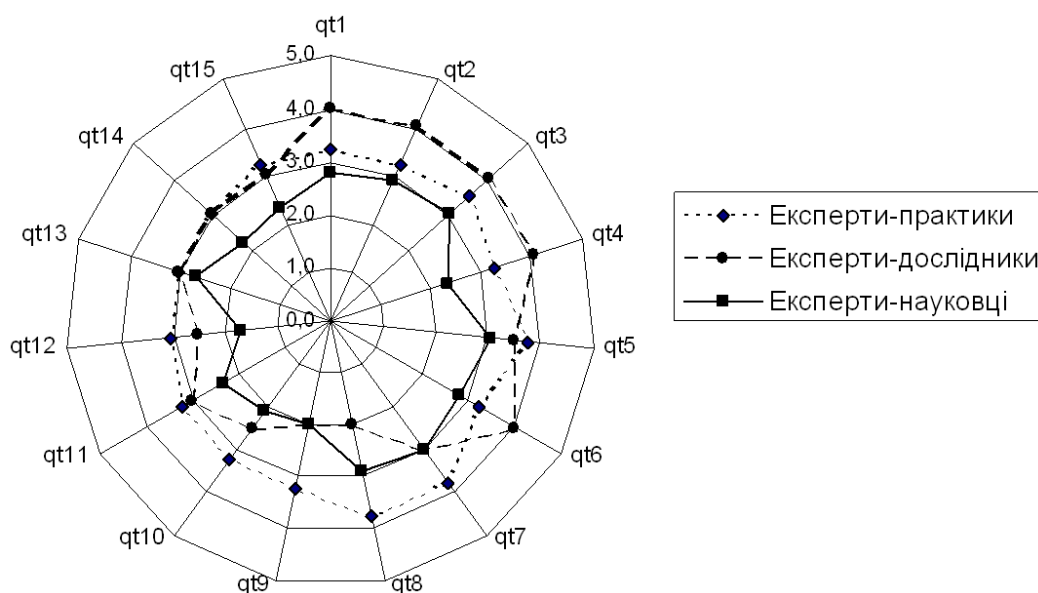 qt1
qt2
qt3
qt4
qt5
qt6
qt7
qt8
qt9
qt10
qt11
qt12
qt13
qt14
qt15
5,0
4,0
3,0
2,0
1,0
0,0
Експерти-практики
Експерти-дослідники
Експерти-науковці